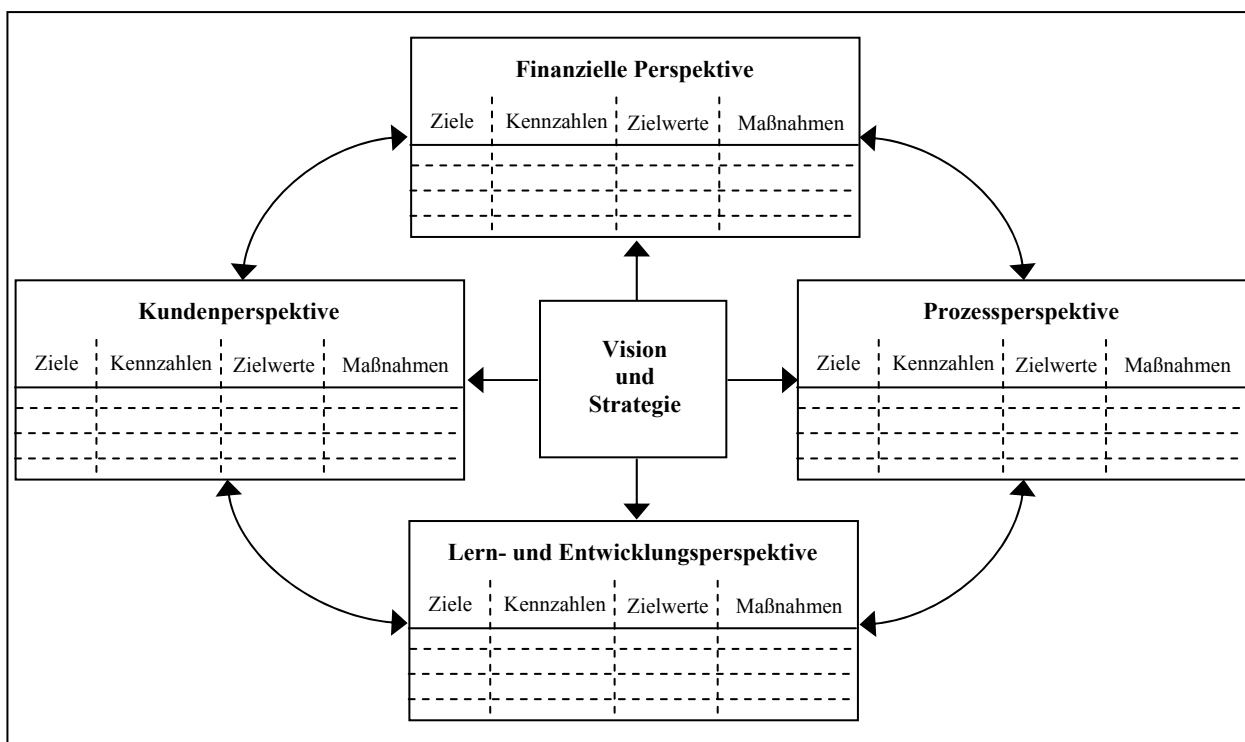 Finanzielle Perspektive
Ziele Kennzahlen Zielwerte Maßnahmen
Kundenperspektive
Ziele Kennzahlen Zielwerte Maßnahmen
Vision
und
Strategie
Prozessperspektive
Ziele Kennzahlen Zielwerte Maßnahmen
Lern- und Entwicklungsperspektive
Ziele Kennzahlen Zielwerte Maßnahmen